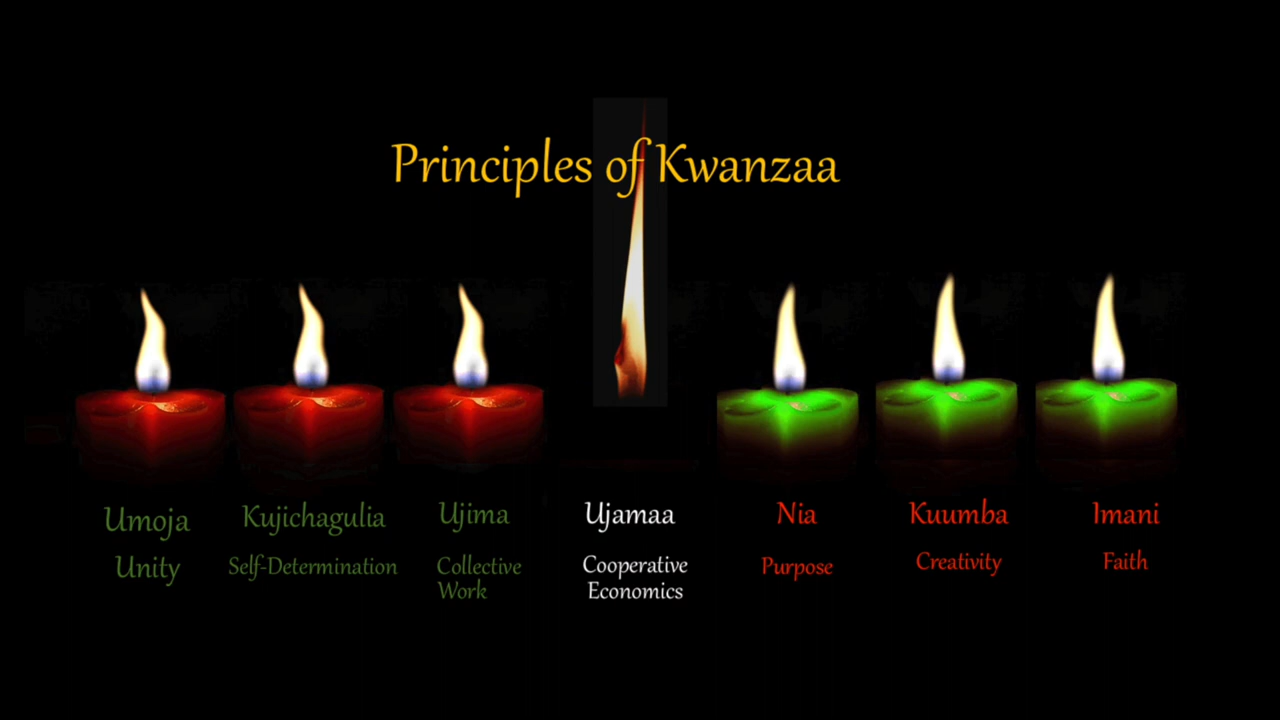 Principles of Kwanzaa
Umoja
Unity
Kujichagulia
Self-Determination
Ujima
Collective
Work
Ujamaa
Cooperative
Economics
Nia
Purpose
Kuumba
Creativity
Imani
Faith